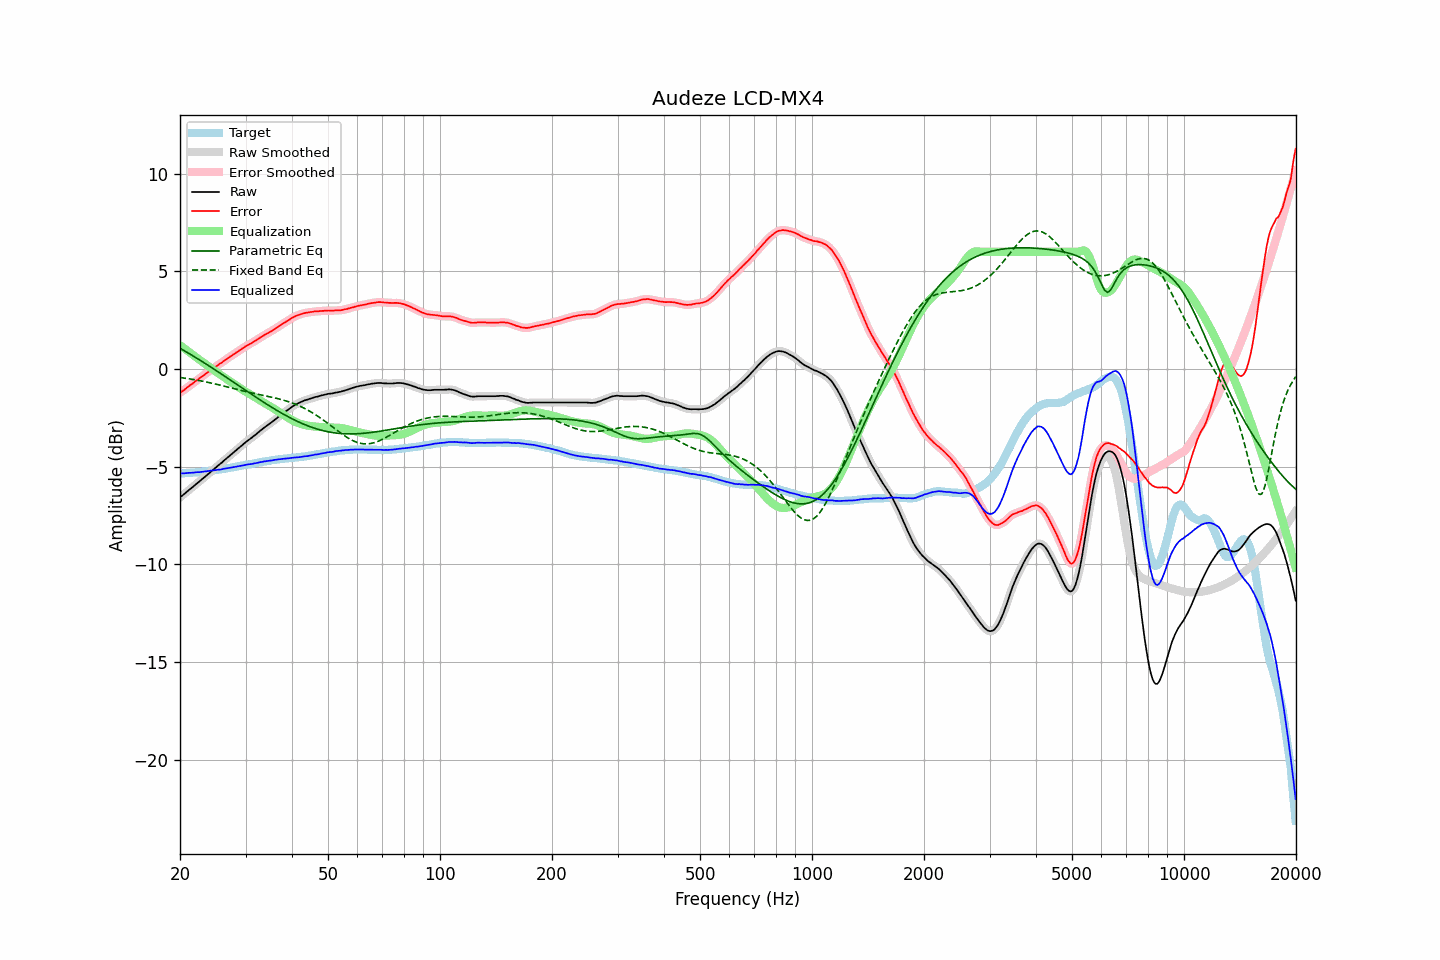 Audeze LCD-MX4
Target
Raw Smoothed
Error Smoothed
Raw
Error
Equalization
Parametric Eq
Fixed Band Eq
Equalized
10
5
0
−5
−10
−15
−20
Amplitude (dBr)
20 50 100 200 500 1000 2000 5000 10000 20000
Frequency (Hz)